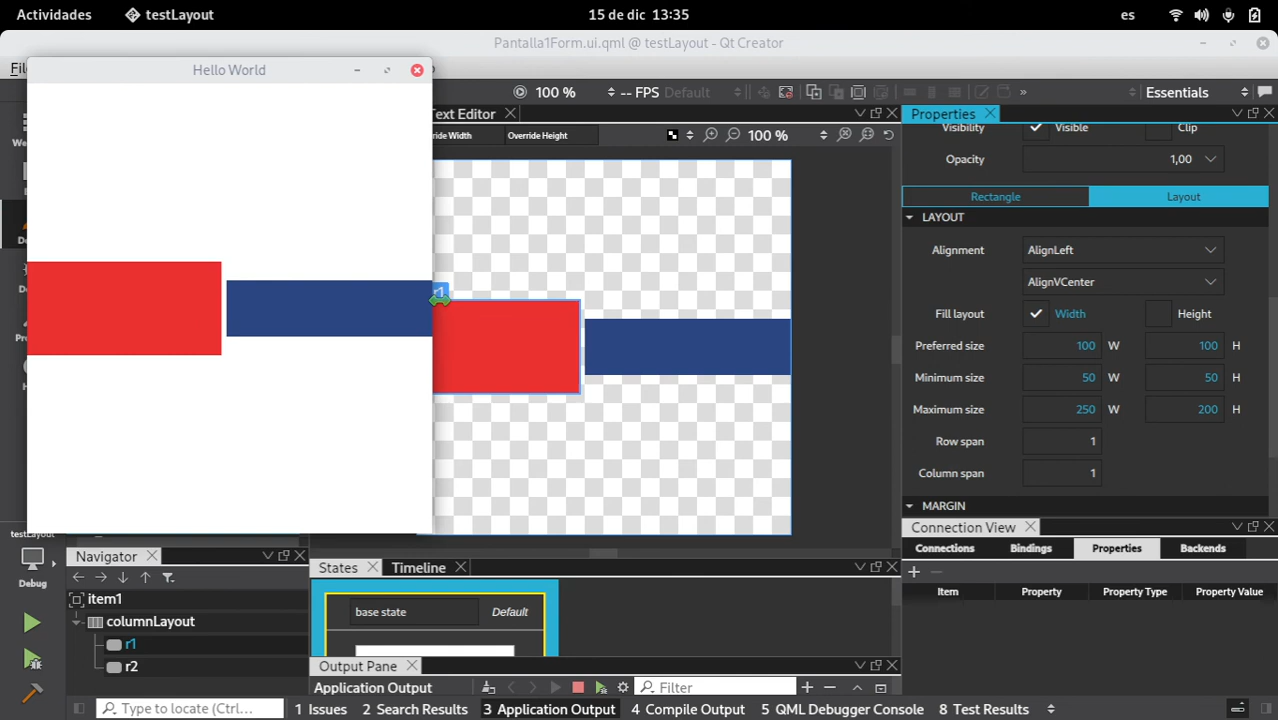 Actividades testLayout 15 de dic 13:35 es
Pantalla1Form.ui.qml @ testLayout - Qt Creator
Hello World
100 % -- FPS Default » Essentials
Text Editor
Properties
Override Height
100 %
Visibility Visible Clip
Opacity 1,00
Rectangle Layout
LAYOUT
Alignment AlignLeft
AlignVCenter
Fill layout Width Height
Preferred size 100 W 100 H
Minimum size 50 W 50 H
Maximum size 250 W 200 H
Row span 1
Column span 1
MARGIN
r1
Connection View
Connections Bindings Properties Backends
Item Property Property Type Property Value
testLayout
Debug
Navigator
item1
columnLayout
r1
r2
States Timeline
base state Default
Output Pane
Application Output Filter
Type to locate (Ctrl... 1 Issues 2 Search Results 3 Application Output 4 Compile Output 5 QML Debugger Console 8 Test Results